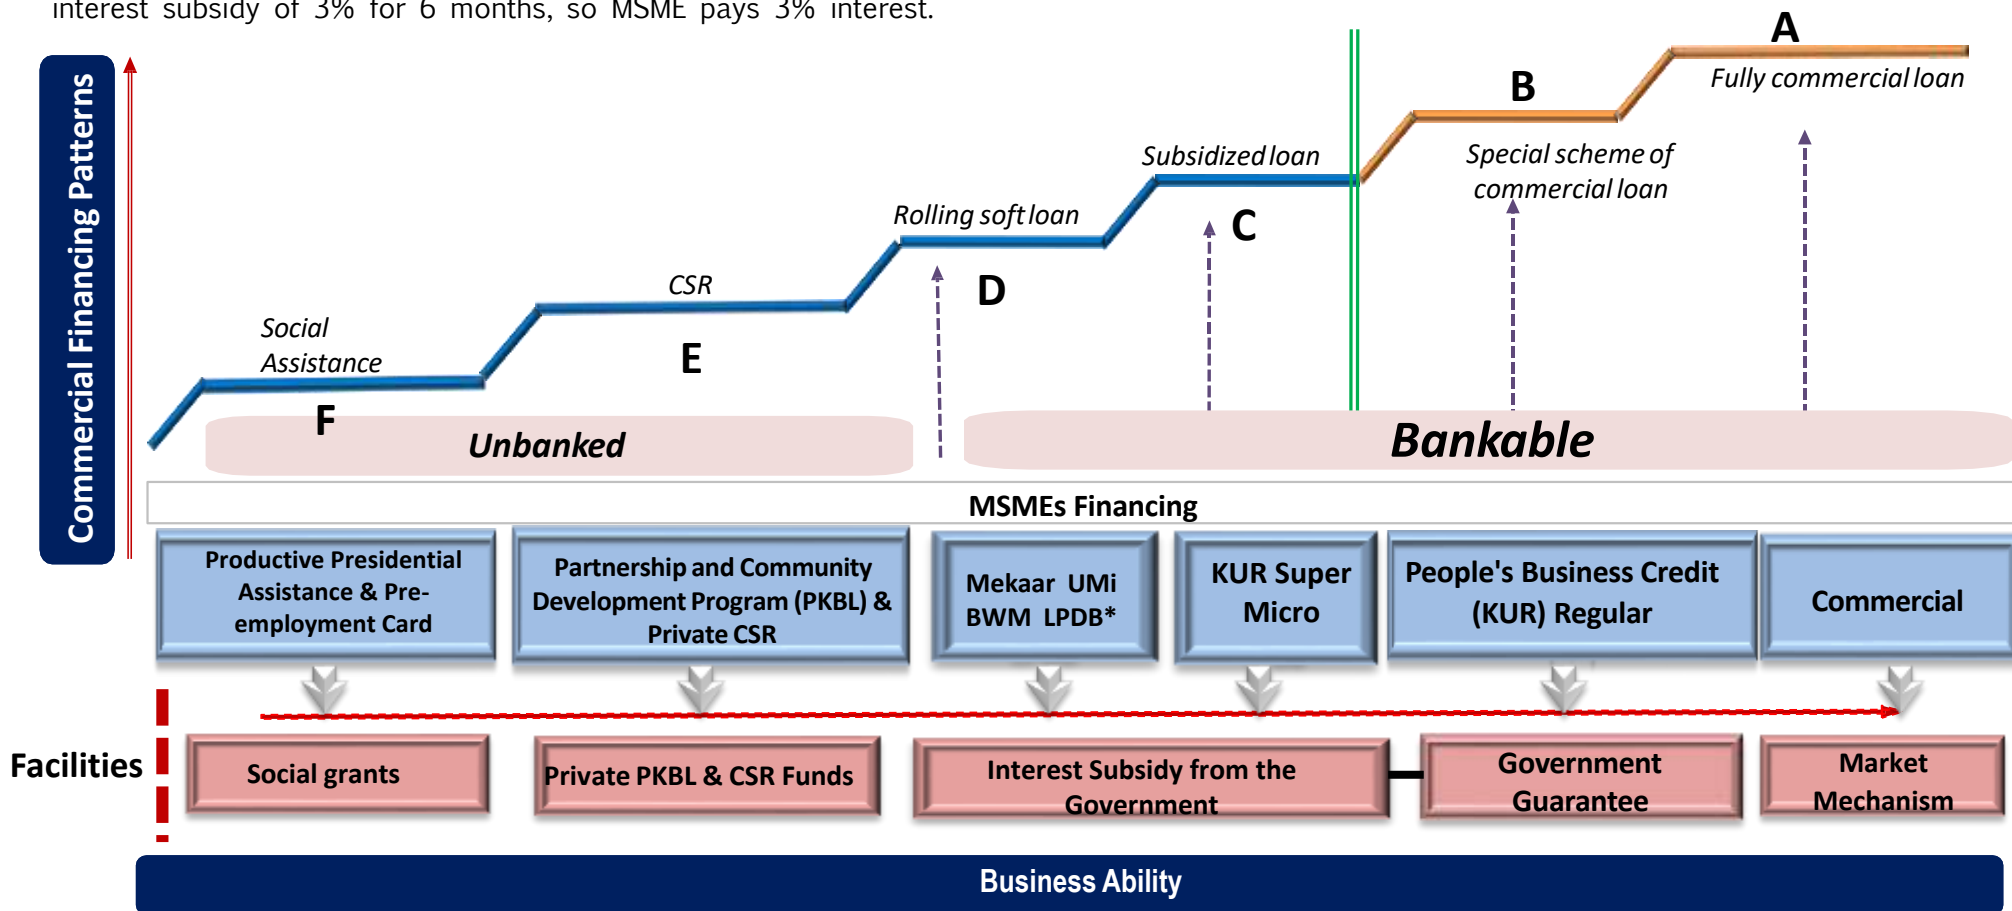 interest subsidy of 3% for 6 months, so MSME pays 3% interest.
Commercial Financing Patterns
A
Fully commercial loan
B
Special scheme of
commercial loan
Subsidized loan
C
Rolling soft loan
D
CSR
E
Social
Assistance
F
Unbanked
Bankable
MSMEs Financing
Productive Presidential
Assistance & Pre-
employment Card
Partnership and Community
Development Program (PKBL) &
Private CSR
Mekaar UMi
BWM LPDB*
KUR Super
Micro
People's Business Credit
(KUR) Regular
Commercial
Facilities
Social grants
Private PKBL & CSR Funds
Interest Subsidy from the
Government
Government
Guarantee
Market
Mechanism
Business Ability